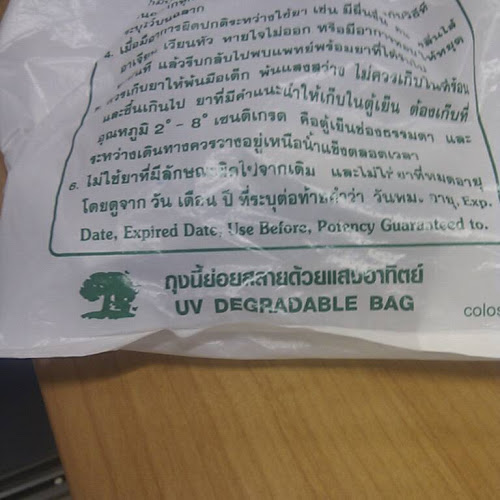 4. เมื่อมีอาการผิดปกติระหว่างใช้ยา เช่น มีผื่นขึ้น
เวียนหัว หายใจไม่ออก หรือมีอาการ
แล้วรีบกลับไปพบแพทย์พร้อมยาที่
ควรเก็บยาให้พ้นมือเด็ก พ้นแสงสว่าง ไม่ควรเก็บในที่ร้อน
และชื้นเกินไป ยาที่มีคำแนะนำให้เก็บในตู้เย็น ต้องเก็บที่
อุณหภูมิ 2° - 8° เซนติเกรด คือตู้เย็นช่องธรรมดา และ
ระหว่างเดินทางควรวางอยู่เหนือน้ำแข็งตลอดเวลา
6. ไม่ใช้ยาที่มีลักษณะผิดไปจากเดิม และไม่ใช้ยาที่หมดอายุ
โดยดูจาก วัน เดือน ปี ที่ระบุต่อท้ายคำว่า วันหมดอายุ, Exp.
Date, Expired Date, Use Before, Potency Guaranteed to.
ถุงนี้ย่อยสลายด้วยแสงอาทิตย์
UV DEGRADABLE BAG